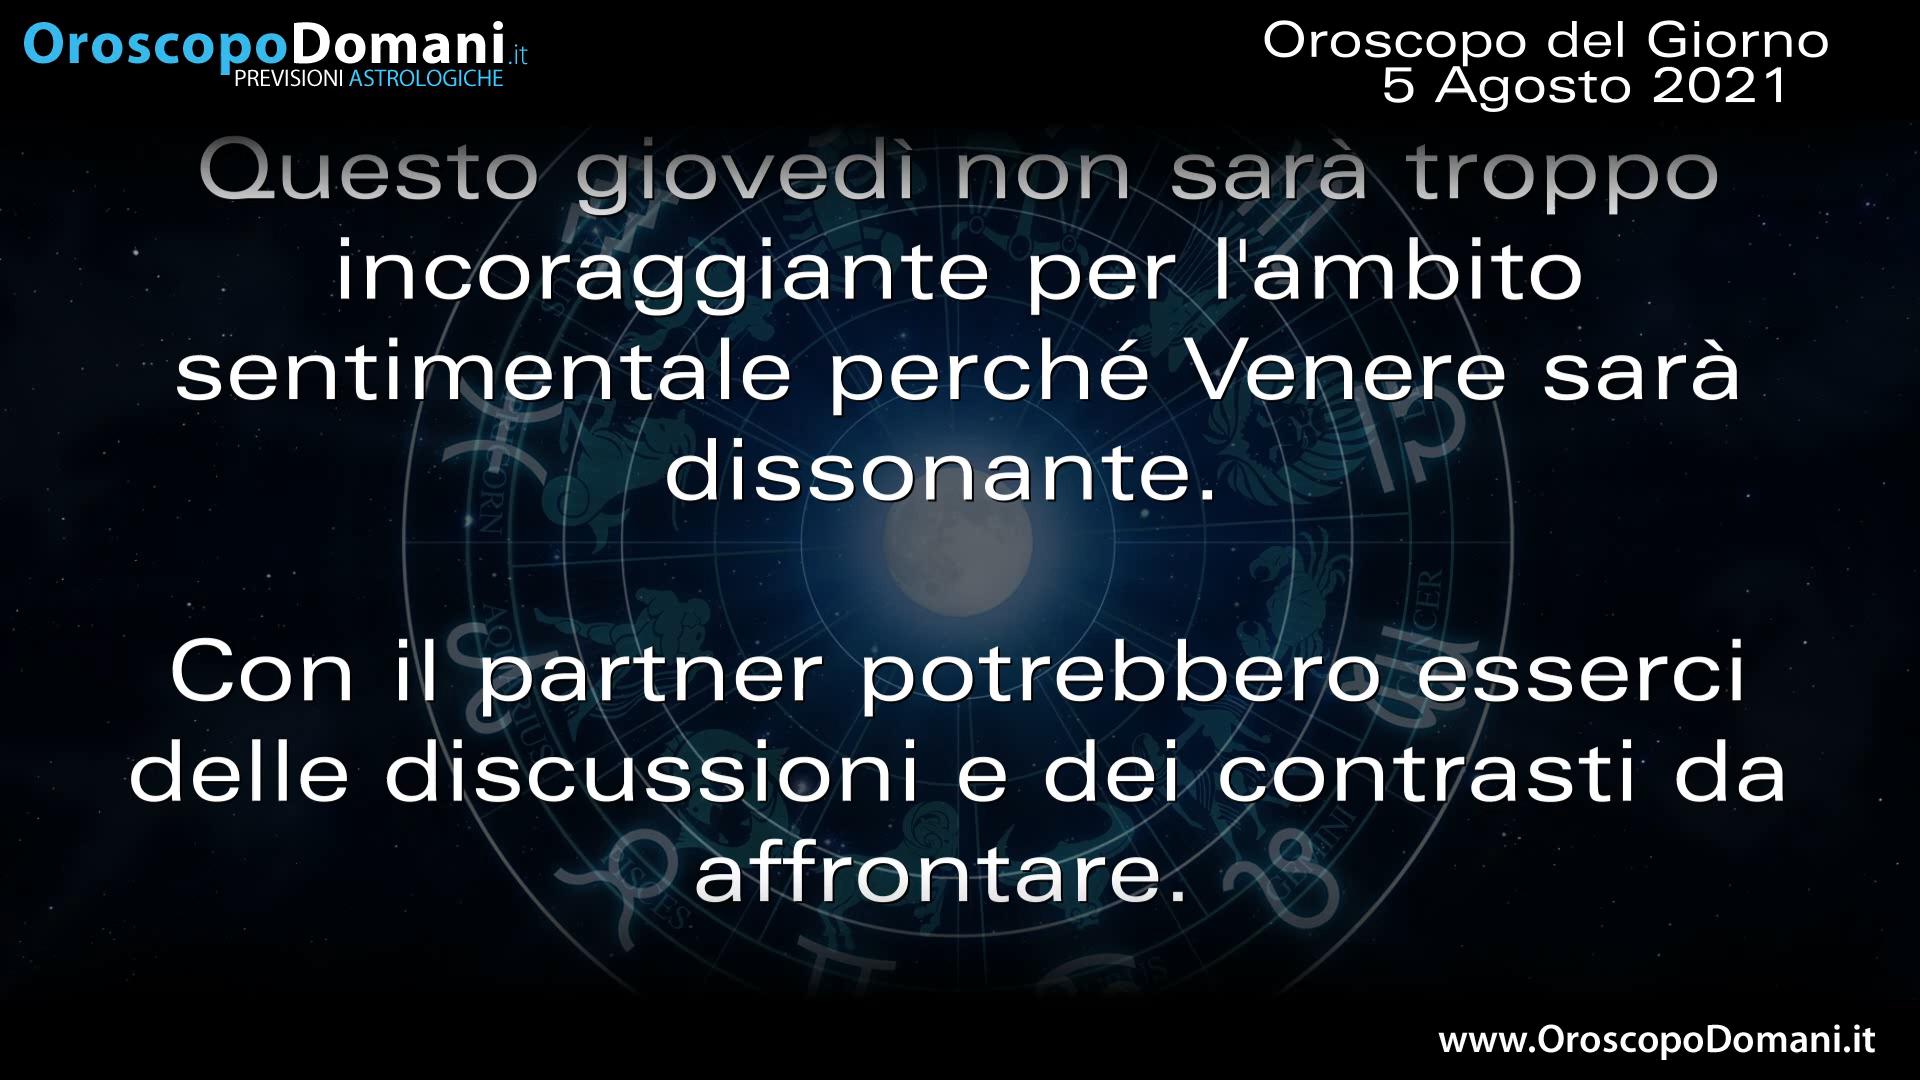 OroscopoDomani.it
PREVISIONI ASTROLOGICHE
Oroscopo del Giorno
5 Agosto 2021
Questo giovedì non sarà troppo
incoraggiante per l'ambito
sentimentale perché Venere sarà
dissonante.
Con il partner potrebbero esserci
delle discussioni e dei contrasti da
affrontare.
www.OroscopoDomani.it